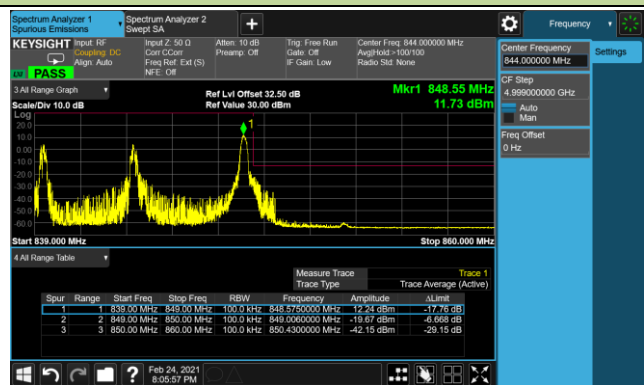 Spectrum Analyzer 1
Spurious Emissions
Spectrum Analyzer 2
Swept SA
+
Frequency
KEYSIGHT
Input: RF
Coupling: DC
Align: Auto
Input Z: 50 Ω
Corr CCorr
Freq Ref: Ext (S)
NFE: Off
Atten: 10 dB
Preamp: Off
Trig: Free Run
Gate: Off
IF Gain: Low
Center Freq: 844.000000 MHz
Avg|Hold:>100/100
Radio Std: None
LM PASS
Center Frequency
844.000000 MHz
Settings
CF Step
4.999000000 GHz
Auto
Man
Freq Offset
0 Hz
3 All Range Graph
Scale/Div 10.0 dB
Ref Lvl Offset 32.50 dB
Ref Value 30.00 dBm
Mkr1 848.55 MHz
11.73 dBm
Log
20.0
10.0
0.00
-10.0
-20.0
-30.0
-40.0
-50.0
-60.0
1
Start 839.000 MHz
Stop 860.000 MHz
4 All Range Table
Measure Trace Trace 1
Trace Type Trace Average (Active)
Spur Range Start Freq Stop Freq RBW Frequency Amplitude ΔLimit
1 1 839.00 MHz 849.00 MHz 100.0 kHz 848.5750000 MHz 12.24 dBm -17.76 dB
2 2 849.00 MHz 850.00 MHz 100.0 kHz 849.0060000 MHz -19.67 dBm -6.668 dB
3 3 850.00 MHz 860.00 MHz 100.0 kHz 850.4300000 MHz -42.15 dBm -29.15 dB
?
Feb 24, 2021
8:05:57 PM